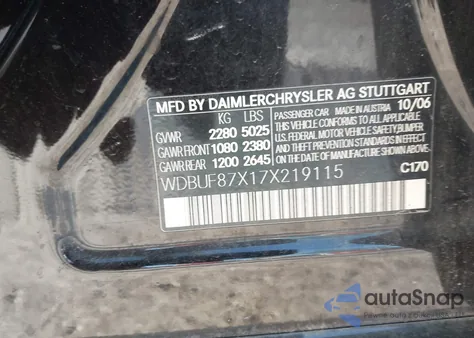 MFD BY DAIMLERCHRYSLER AG STUTTGART
KG LBS PASSENGER CAR MADE IN AUSTRIA 10/06
GVWR 2280 5025 THIS VEHICLE CONFORMS TO ALL APPLICABLE
GAWR FRONT 1080 2380 U.S. FEDERAL MOTOR VEHICLE SAFETY, BUMPER,
GAWR REAR 1200 2645 AND THEFT PREVENTION STANDARDS IN EFFECT
ON THE DATE OF MANUFACTURE SHOWN ABOVE.
WDBUF87X17X219115 C170
autoSnap